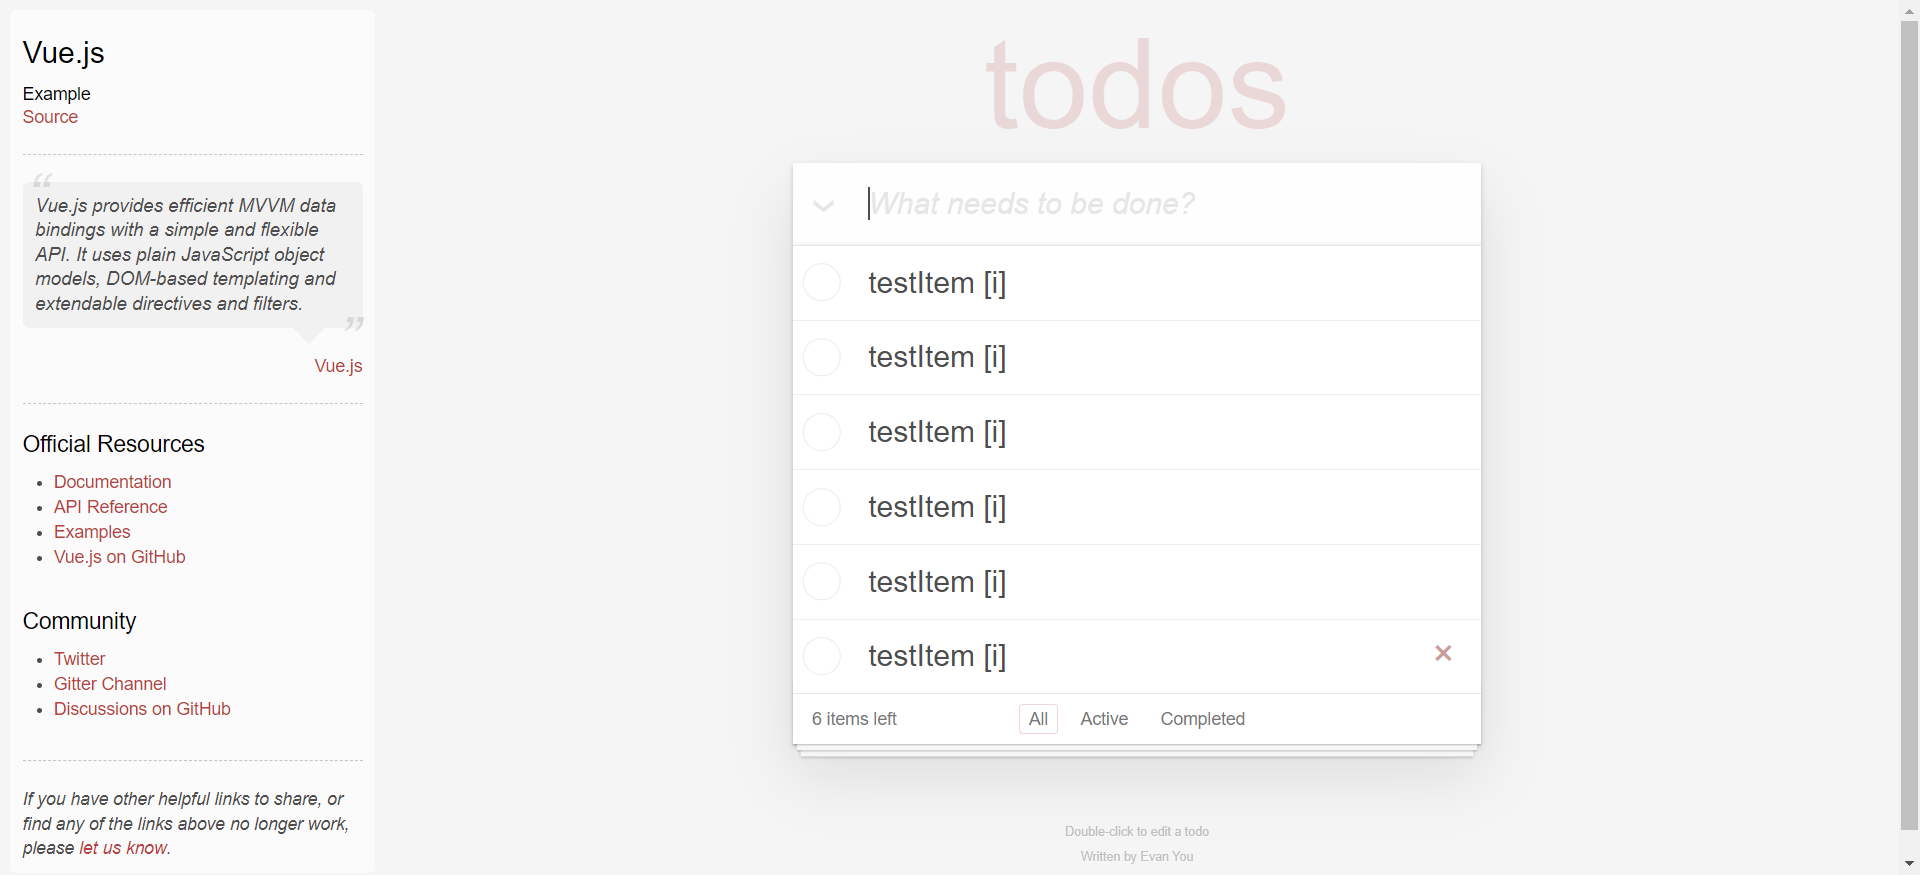 Vue.js
Example
Source
“
Vue.js provides efficient MVVM data
bindings with a simple and flexible
API. It uses plain JavaScript object
models, DOM-based templating and
extendable directives and filters.
”
Vue.js
Official Resources
• Documentation
• API Reference
• Examples
• Vue.js on GitHub
Community
• Twitter
• Gitter Channel
• Discussions on GitHub
If you have other helpful links to share, or
find any of the links above no longer work,
please let us know.
todos
What needs to be done?
testItem [i]
testItem [i]
testItem [i]
testItem [i]
testItem [i]
testItem [i] ×
6 items left All Active Completed
Double-click to edit a todo
Written by Evan You